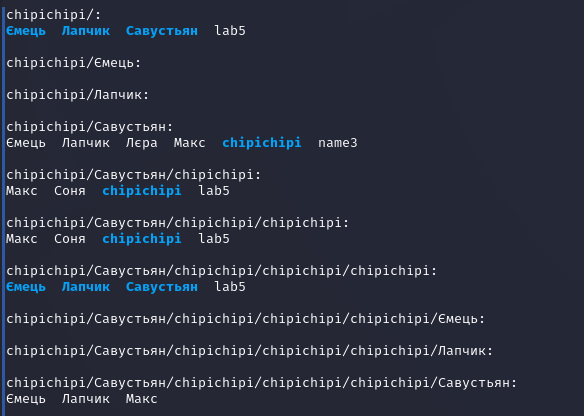 chipichipi/:
Ємець  Лапчик  Савустьян  lab5
chipichipi/Ємець:
chipichipi/Лапчик:
chipichipi/Савустьян:
Ємець  Лапчик  Лєра  Макс  chipichipi  name3
chipichipi/Савустьян/chipichipi:
Макс  Соня  chipichipi  lab5
chipichipi/Савустьян/chipichipi/chipichipi:
Макс  Соня  chipichipi  lab5
chipichipi/Савустьян/chipichipi/chipichipi/chipichipi:
Ємець  Лапчик  Савустьян  lab5
chipichipi/Савустьян/chipichipi/chipichipi/chipichipi/Ємець:
chipichipi/Савустьян/chipichipi/chipichipi/chipichipi/Лапчик:
chipichipi/Савустьян/chipichipi/chipichipi/chipichipi/Савустьян:
Ємець  Лапчик  Макс